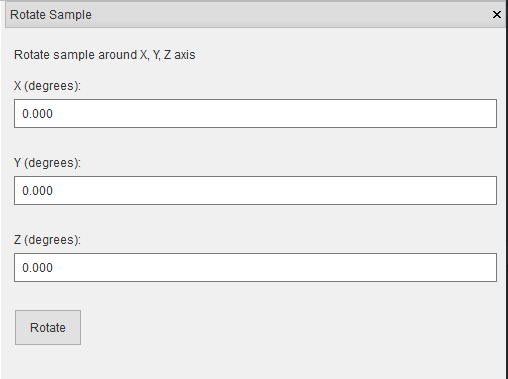 Rotate Sample
Rotate sample around X, Y, Z axis
X (degrees):
0.000
Y (degrees):
0.000
Z (degrees):
0.000
Rotate